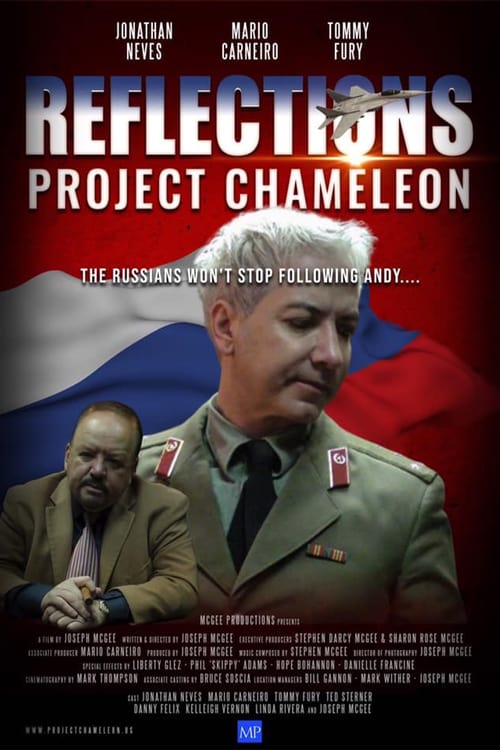 JONATHAN NEVES
MARIO CARNEIRO
TOMMY FURY
REFLECTIONS
PROJECT CHAMELEON
THE RUSSIANS WON'T STOP FOLLOWING ANDY....
MCGEE PRODUCTIONS PRESENTS
A FILM BY JOSEPH MCGEE WRITTEN & DIRECTED BY JOSEPH MCGEE EXECUTIVE PRODUCERS STEPHEN DARCY MCGEE & SHARON ROSE MCGEE
ASSOCIATE PRODUCER MARIO CARNEIRO PRODUCED BY JOSEPH MCGEE MUSIC COMPOSED BY STEPHEN MCGEE DIRECTOR OF PHOTOGRAPHY JOSEPH MCGEE
SPECIAL EFFECTS BY LIBERTY GLEZ - PHIL 'SKIPPY' ADAMS - HOPE BOHANNON - DANIELLE FRANCINE
CINEMATOGRAPHY BY MARK THOMPSON ASSOCIATE CASTING BY BRUCE SOSCIA LOCATION MANAGERS BILL GANNON - MARK WITHER - JOSEPH MCGEE
CAST JONATHAN NEVES MARIO CARNEIRO TOMMY FURY TED STERNER
DANNY FELIX KELLEIGH VERNON LINDA RIVERA AND JOSEPH MCGEE
WWW.PROJECTCHAMELEON.US
MP